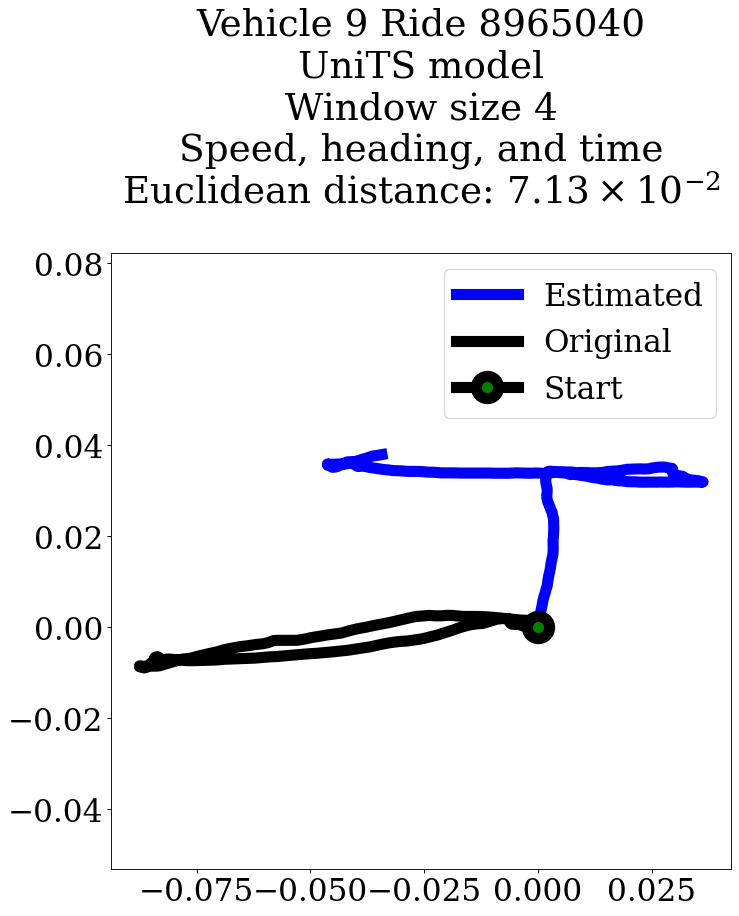 Vehicle 9 Ride 8965040
UniTS model
Window size 4
Speed, heading, and time
Euclidean distance: 7.13 × 10⁻²
0.08
0.06
0.04
0.02
0.00
−0.02
−0.04
Estimated
Original
Start
−0.075 −0.050 −0.025 0.000 0.025